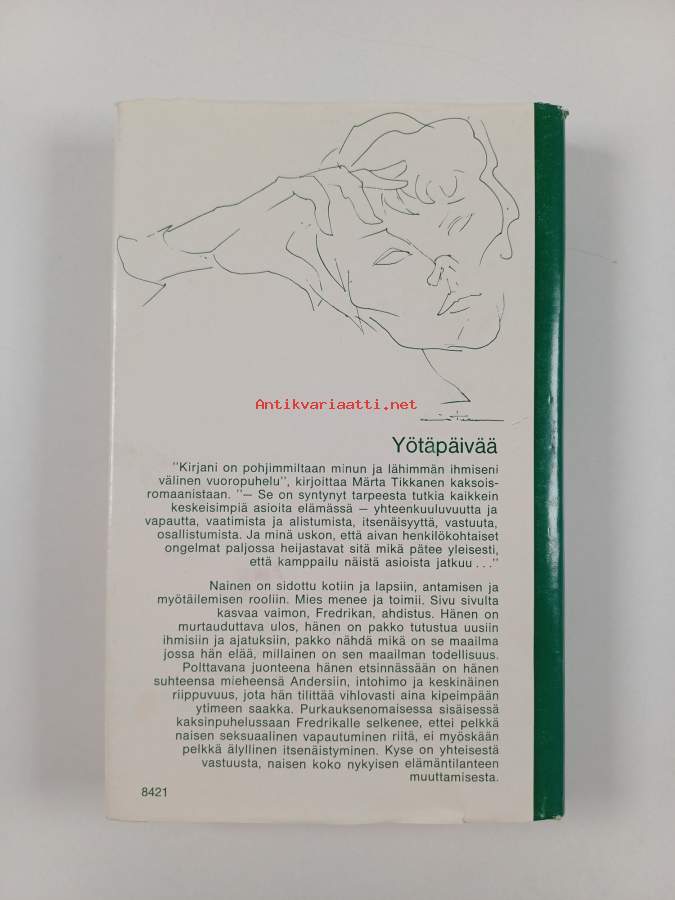 Antikvariaatti.net
Yötäpäivää
"Kirjani on pohjimmiltaan minun ja lähimmän ihmiseni
välinen vuoropuhelu", kirjoittaa Märta Tikkanen kaksois-
romaanistaan. "— Se on syntynyt tarpeesta tutkia kaikkein
keskeisimpiä asioita elämässä — yhteenkuuluvuutta ja
vapautta, vaatimista ja alistumista, itsenäisyyttä, vastuuta,
osallistumista. Ja minä uskon, että aivan henkilökohtaiset
ongelmat paljossa heijastavat sitä mikä pätee yleisesti,
että kamppailu näistä asioista jatkuu . . ."
Nainen on sidottu kotiin ja lapsiin, antamisen ja
myötäilemisen rooliin. Mies menee ja toimii. Sivu sivulta
kasvaa vaimon, Fredrikan, ahdistus. Hänen on
murtauduttava ulos, hänen on pakko tutustua uusiin
ihmisiin ja ajatuksiin, pakko nähdä mikä on se maailma
jossa hän elää, millainen on sen maailman todellisuus.
Polttavana juonteena hänen etsinnässään on hänen
suhteensa mieheensä Andersiin, intohimo ja keskinäinen
riippuvuus, jota hän tilittää vihlovasti aina kipeimpään
ytimeen saakka. Purkauksenomaisessa sisäisessä
kaksinpuhelussaan Fredrikalle selkenee, ettei pelkkä
naisen seksuaalinen vapautuminen riitä, ei myöskään
pelkkä älyllinen itsenäistyminen. Kyse on yhteisestä
vastuusta, naisen koko nykyisen elämäntilanteen
muuttamisesta.
8421